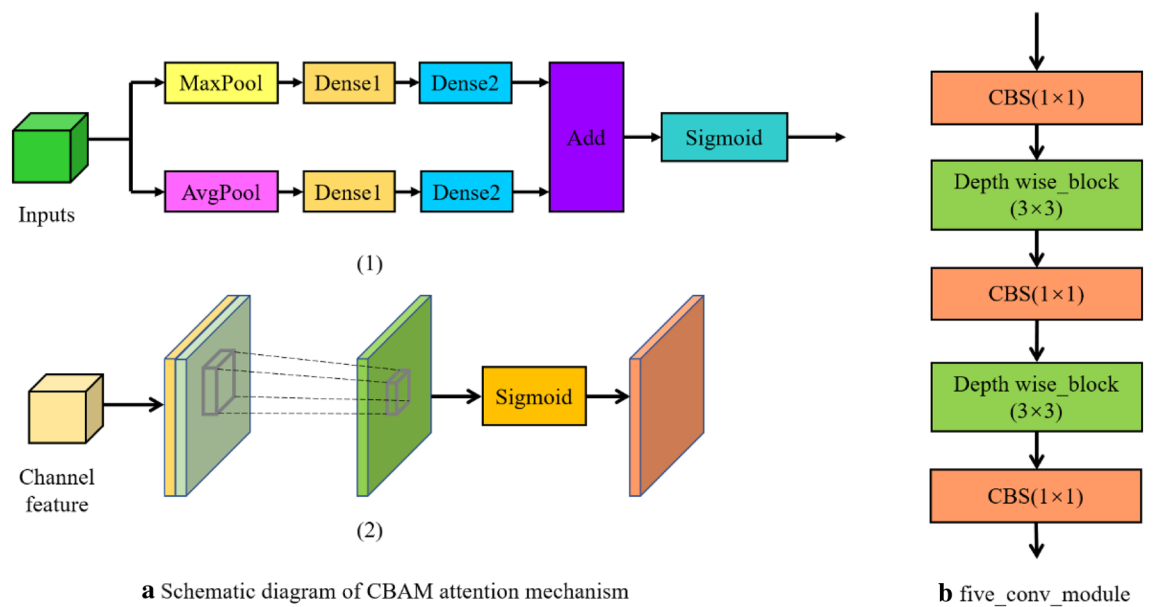 MaxPool
Dense1
Dense2
Inputs
AvgPool
Dense1
Dense2
Add
Sigmoid
(1)
Channel
feature
Sigmoid
(2)
a Schematic diagram of CBAM attention mechanism
CBS(1×1)
Depth wise_block
(3×3)
CBS(1×1)
Depth wise_block
(3×3)
CBS(1×1)
b five_conv_module